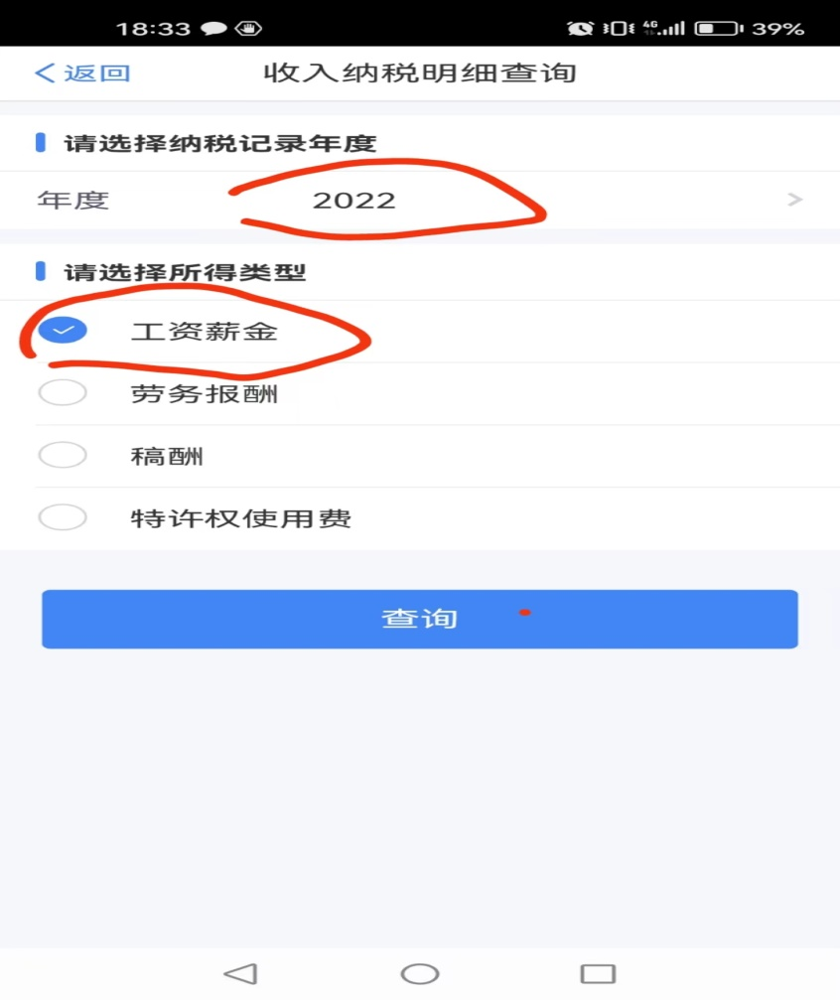 18:33 4G 39%
返回 收入纳税明细查询
请选择纳税记录年度
年度 2022
请选择所得类型
工资薪金
劳务报酬
稿酬
特许权使用费
查询